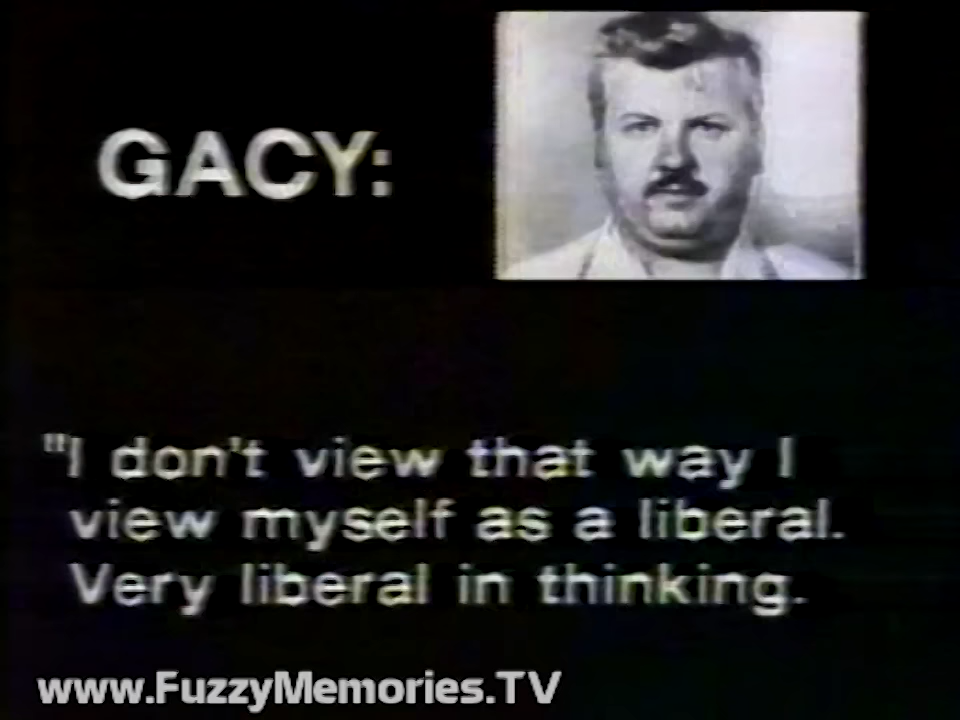 GACY:
"I don't view that way I
view myself as a liberal.
Very liberal in thinking.
www.FuzzyMemories.TV